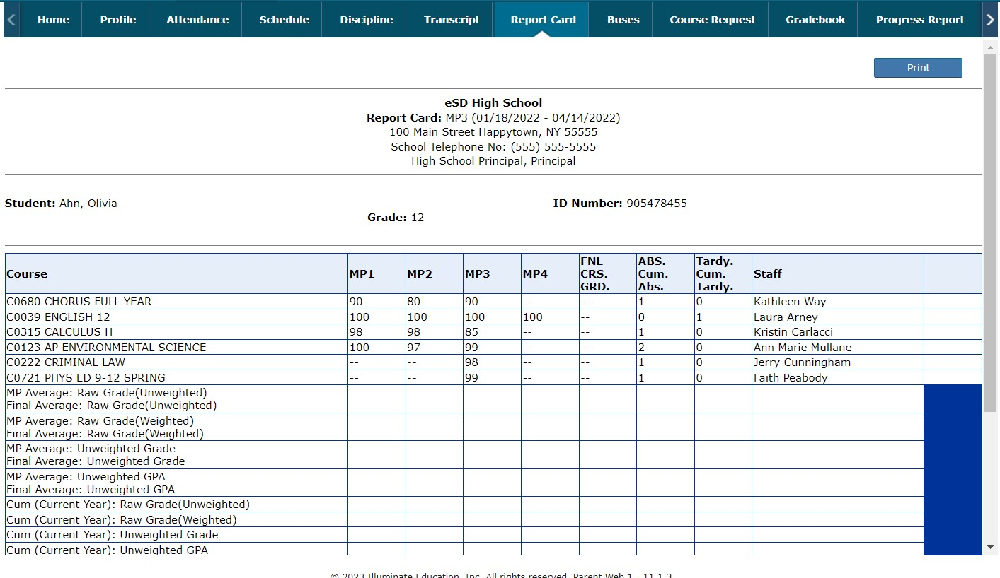 Home Profile Attendance Schedule Discipline Transcript Report Card Buses Course Request Gradebook Progress Report
Print
eSD High School
Report Card: MP3 (01/18/2022 - 04/14/2022)
100 Main Street Happytown, NY 55555
School Telephone No: (555) 555-5555
High School Principal, Principal
Student: Ahn, Olivia ID Number: 905478455
Grade: 12
Course MP1 MP2 MP3 MP4 FNL CRS. GRD. ABS. Cum. Abs. Tardy. Cum. Tardy. Staff
C0680 CHORUS FULL YEAR 90 80 90 -- -- 1 0 Kathleen Way
C0039 ENGLISH 12 100 100 100 100 -- 0 1 Laura Arney
C0315 CALCULUS H 98 98 85 -- -- 1 0 Kristin Carlacci
C0123 AP ENVIRONMENTAL SCIENCE 100 97 99 -- -- 2 0 Ann Marie Mullane
C0222 CRIMINAL LAW -- -- 98 -- -- 1 0 Jerry Cunningham
C0721 PHYS ED 9-12 SPRING -- -- 99 -- -- 1 0 Faith Peabody
MP Average: Raw Grade(Unweighted)
Final Average: Raw Grade(Unweighted)
MP Average: Raw Grade(Weighted)
Final Average: Raw Grade(Weighted)
MP Average: Unweighted Grade
Final Average: Unweighted Grade
MP Average: Unweighted GPA
Final Average: Unweighted GPA
Cum (Current Year): Raw Grade(Unweighted)
Cum (Current Year): Raw Grade(Weighted)
Cum (Current Year): Unweighted Grade
Cum (Current Year): Unweighted GPA
© 2023 Illuminate Education, Inc. All rights reserved. Parent Web 1 - 11.1.3